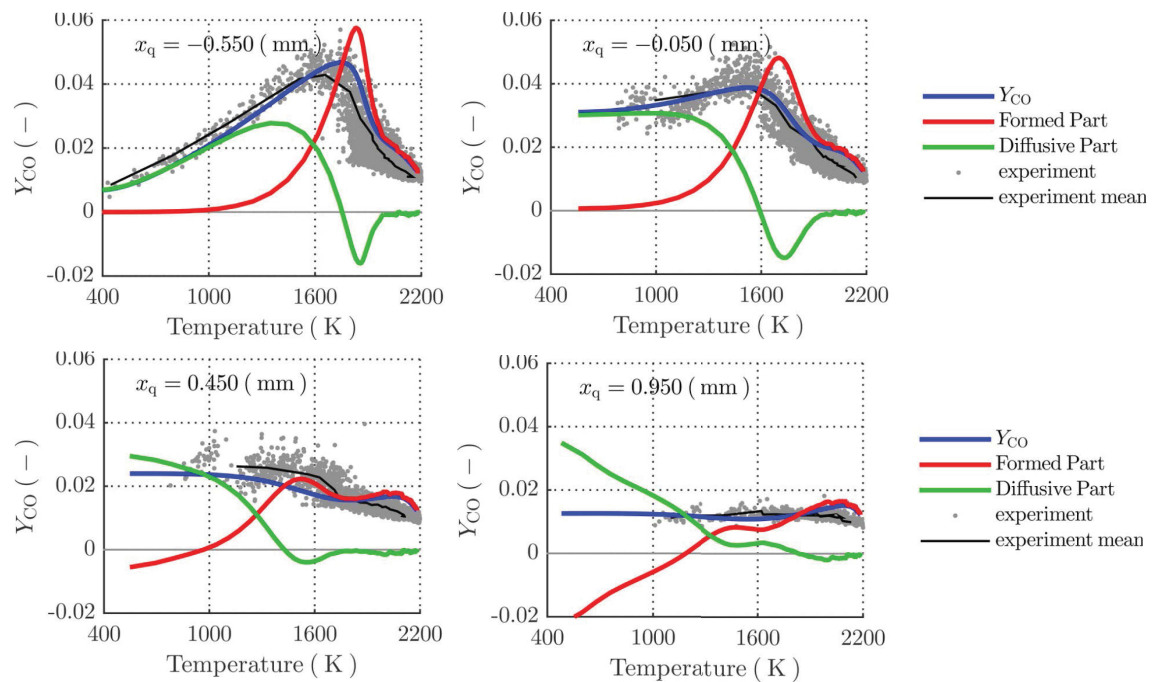 0.06
0.04
0.02
0
-0.02
Y_CO ( − )
x_q = −0.550 ( mm )
400 1000 1600 2200
Temperature ( K )
0.06
0.04
0.02
0
-0.02
Y_CO ( − )
x_q = −0.050 ( mm )
400 1000 1600 2200
Temperature ( K )
Y_CO
Formed Part
Diffusive Part
experiment
experiment mean
0.06
0.04
0.02
0
-0.02
Y_CO ( − )
x_q = 0.450 ( mm )
400 1000 1600 2200
Temperature ( K )
0.06
0.04
0.02
0
-0.02
Y_CO ( − )
x_q = 0.950 ( mm )
400 1000 1600 2200
Temperature ( K )
Y_CO
Formed Part
Diffusive Part
experiment
experiment mean